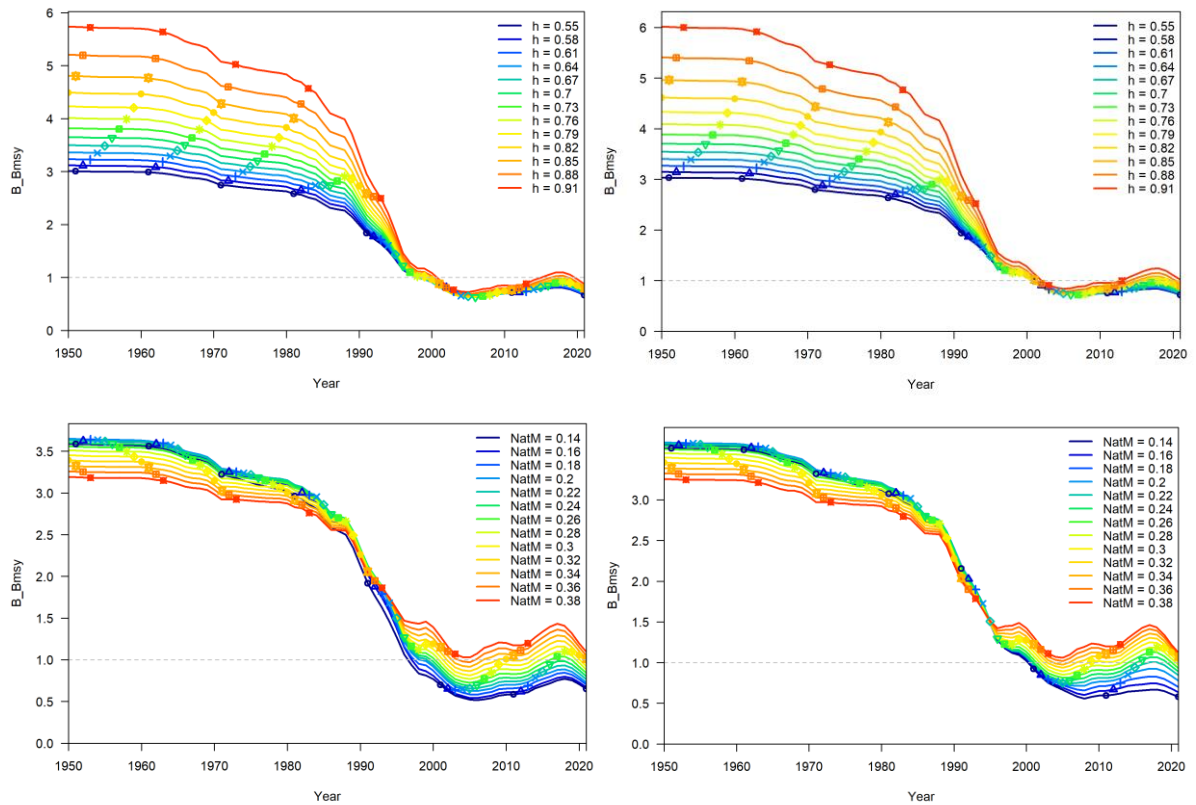 6
5
4
3
2
1
0
B_Bmsy
1950 1960 1970 1980 1990 2000 2010 2020
Year
h = 0.55
h = 0.58
h = 0.61
h = 0.64
h = 0.67
h = 0.7
h = 0.73
h = 0.76
h = 0.79
h = 0.82
h = 0.85
h = 0.88
h = 0.91
6
5
4
3
2
1
0
B_Bmsy
1950 1960 1970 1980 1990 2000 2010 2020
Year
h = 0.55
h = 0.58
h = 0.61
h = 0.64
h = 0.67
h = 0.7
h = 0.73
h = 0.76
h = 0.79
h = 0.82
h = 0.85
h = 0.88
h = 0.91
3.5
3.0
2.5
2.0
1.5
1.0
0.5
0.0
B_Bmsy
1950 1960 1970 1980 1990 2000 2010 2020
Year
NatM = 0.14
NatM = 0.16
NatM = 0.18
NatM = 0.2
NatM = 0.22
NatM = 0.24
NatM = 0.26
NatM = 0.28
NatM = 0.3
NatM = 0.32
NatM = 0.34
NatM = 0.36
NatM = 0.38
3.0
2.5
2.0
1.5
1.0
0.5
0.0
B_Bmsy
1950 1960 1970 1980 1990 2000 2010 2020
Year
NatM = 0.14
NatM = 0.16
NatM = 0.18
NatM = 0.2
NatM = 0.22
NatM = 0.24
NatM = 0.26
NatM = 0.28
NatM = 0.3
NatM = 0.32
NatM = 0.34
NatM = 0.36
NatM = 0.38